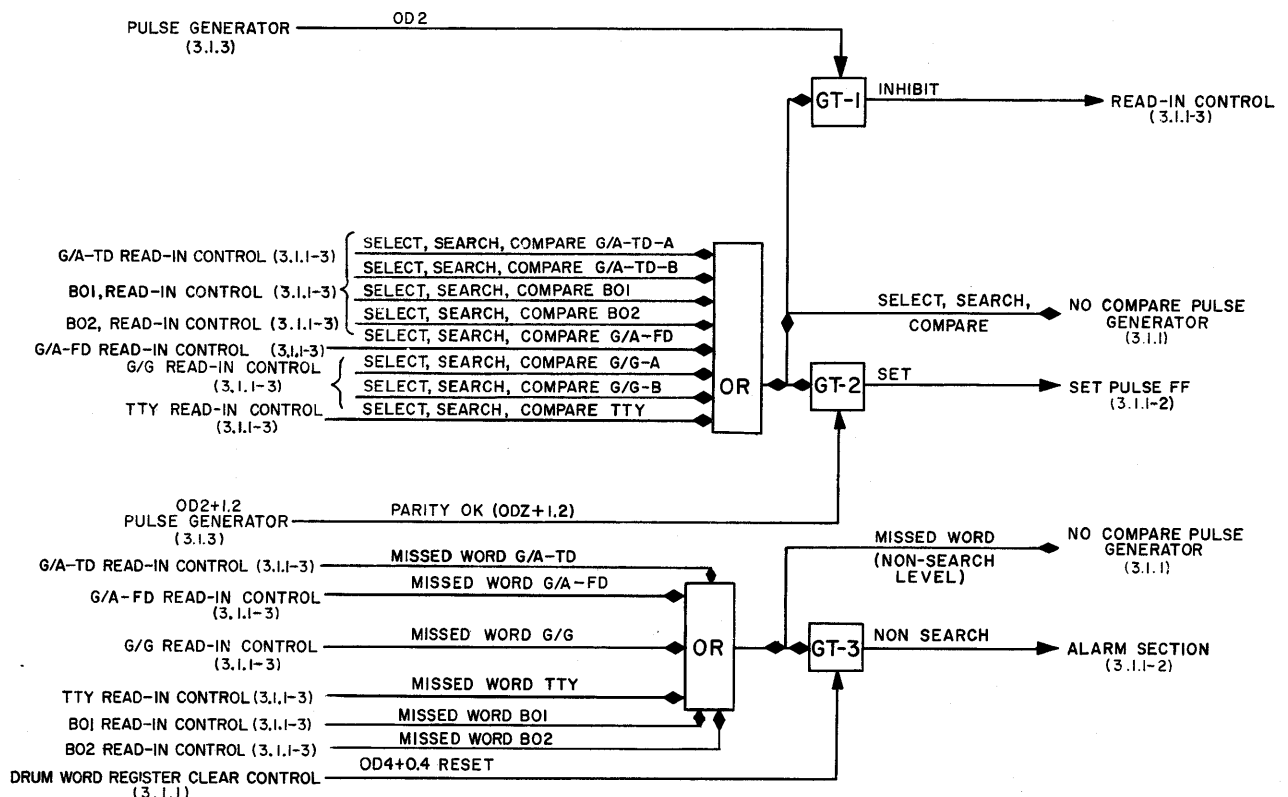 OD2
PULSE GENERATOR
(3.1.3)
GT-1
INHIBIT
READ-IN CONTROL
(3.1.1-3)
G/A-TD READ-IN CONTROL (3.1.1-3)
BO1, READ-IN CONTROL (3.1.1-3)
BO2, READ-IN CONTROL (3.1.1-3)
G/A-FD READ-IN CONTROL (3.1.1-3)
G/G READ-IN CONTROL
(3.1.1-3)
TTY READ-IN CONTROL
(3.1.1-3)
SELECT, SEARCH, COMPARE G/A-TD-A
SELECT, SEARCH, COMPARE G/A-TD-B
SELECT, SEARCH, COMPARE BO1
SELECT, SEARCH, COMPARE BO2
SELECT, SEARCH, COMPARE G/A-FD
SELECT, SEARCH, COMPARE G/G-A
SELECT, SEARCH, COMPARE G/G-B
SELECT, SEARCH, COMPARE TTY
OR
SELECT, SEARCH,
COMPARE
NO COMPARE PULSE
GENERATOR
(3.1.1)
GT-2
SET
SET PULSE FF
(3.1.1-2)
OD2+1.2
PULSE GENERATOR
(3.1.3)
PARITY OK (ODZ+1.2)
G/A-TD READ-IN CONTROL (3.1.1-3)
MISSED WORD G/A-TD
G/A-FD READ-IN CONTROL
(3.1.1-3)
MISSED WORD G/A-FD
G/G READ-IN CONTROL
(3.1.1-3)
MISSED WORD G/G
TTY READ-IN CONTROL (3.1.1-3)
MISSED WORD TTY
BO1 READ-IN CONTROL (3.1.1-3)
MISSED WORD BO1
BO2 READ-IN CONTROL (3.1.1-3)
MISSED WORD BO2
DRUM WORD REGISTER CLEAR CONTROL
(3.1.1)
OD4+0.4 RESET
OR
MISSED WORD
(NON-SEARCH
LEVEL)
NO COMPARE PULSE
GENERATOR
(3.1.1)
GT-3
NON SEARCH
ALARM SECTION
(3.1.1-2)